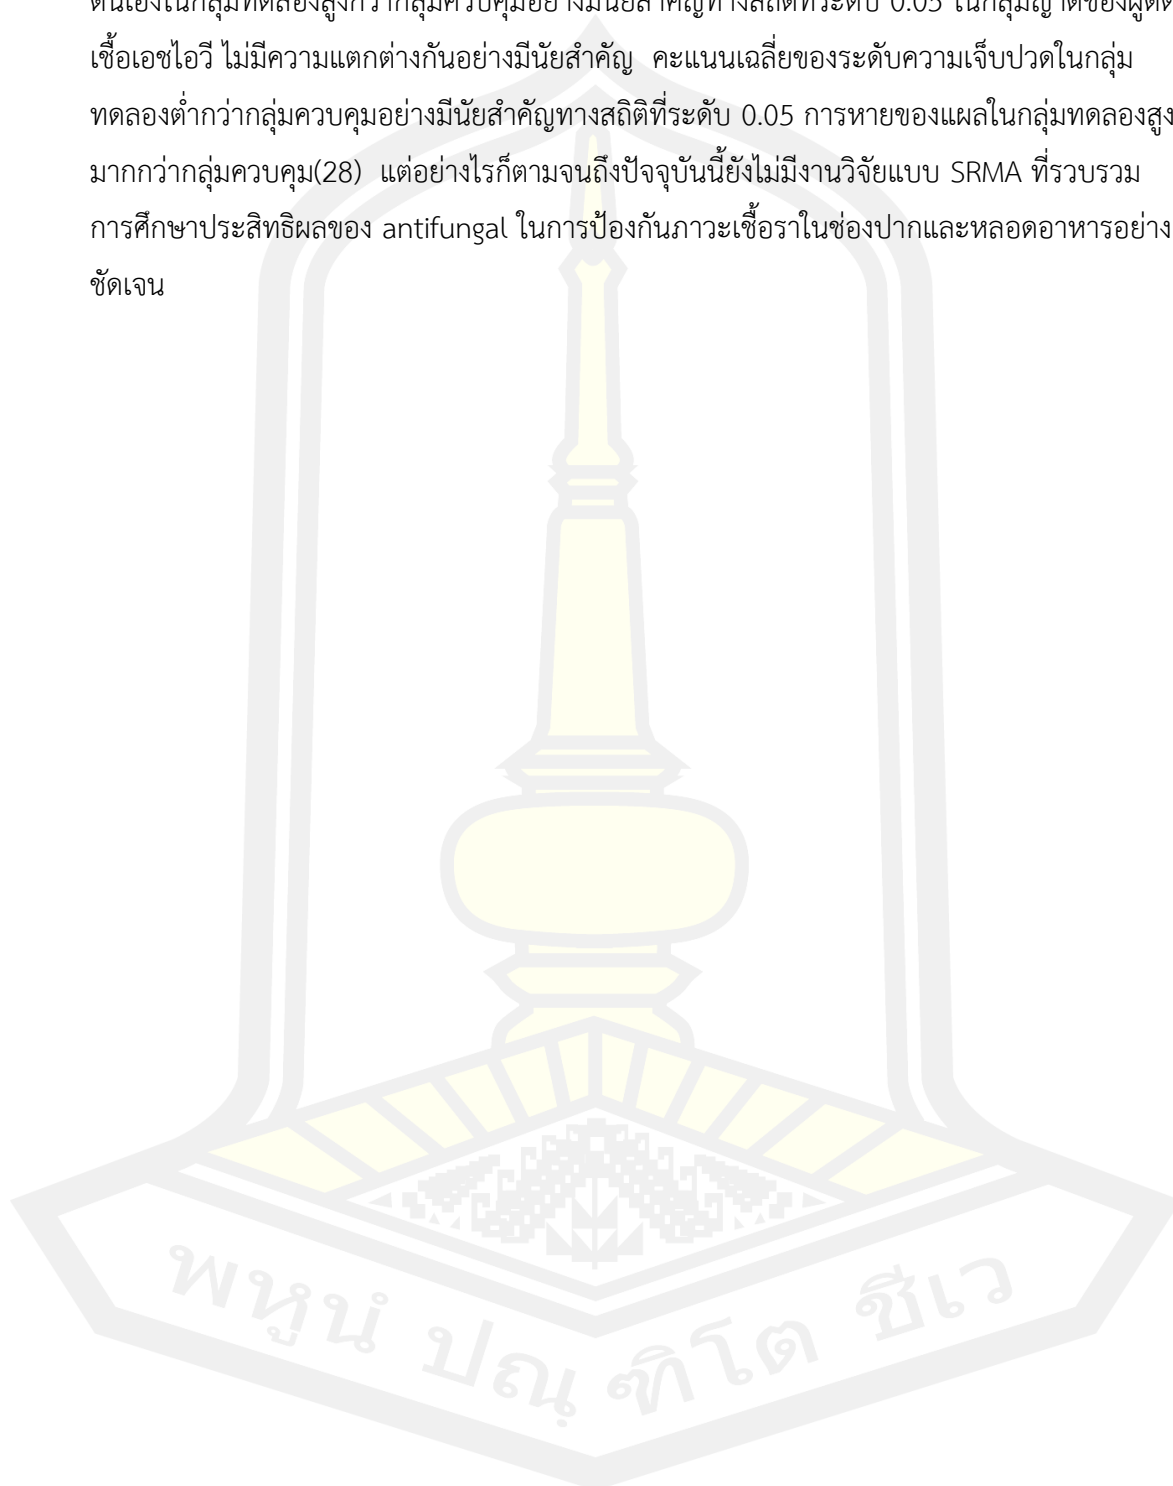 ตนเองในกลุ่มทดลองสูงกว่ากลุ่มควบคุมอย่างมีนัยสำคัญทางสถิติที่ระดับ 0.05 ในกลุ่มญาติของผู้ติด
เชื้อเอชไอวี ไม่มีความแตกต่างกันอย่างมีนัยสำคัญ คะแนนเฉลี่ยของระดับความเจ็บปวดในกลุ่ม
ทดลองต่ำกว่ากลุ่มควบคุมอย่างมีนัยสำคัญทางสถิติที่ระดับ 0.05 การหายของแผลในกลุ่มทดลองสูง
มากกว่ากลุ่มควบคุม(28) แต่อย่างไรก็ตามจนถึงปัจจุบันนี้ยังไม่มีงานวิจัยแบบ SRMA ที่รวบรวม
การศึกษาประสิทธิผลของ antifungal ในการป้องกันภาวะเชื้อราในช่องปากและหลอดอาหารอย่าง
ชัดเจน
พหูนํ ปณฺฑิโต ชีเว